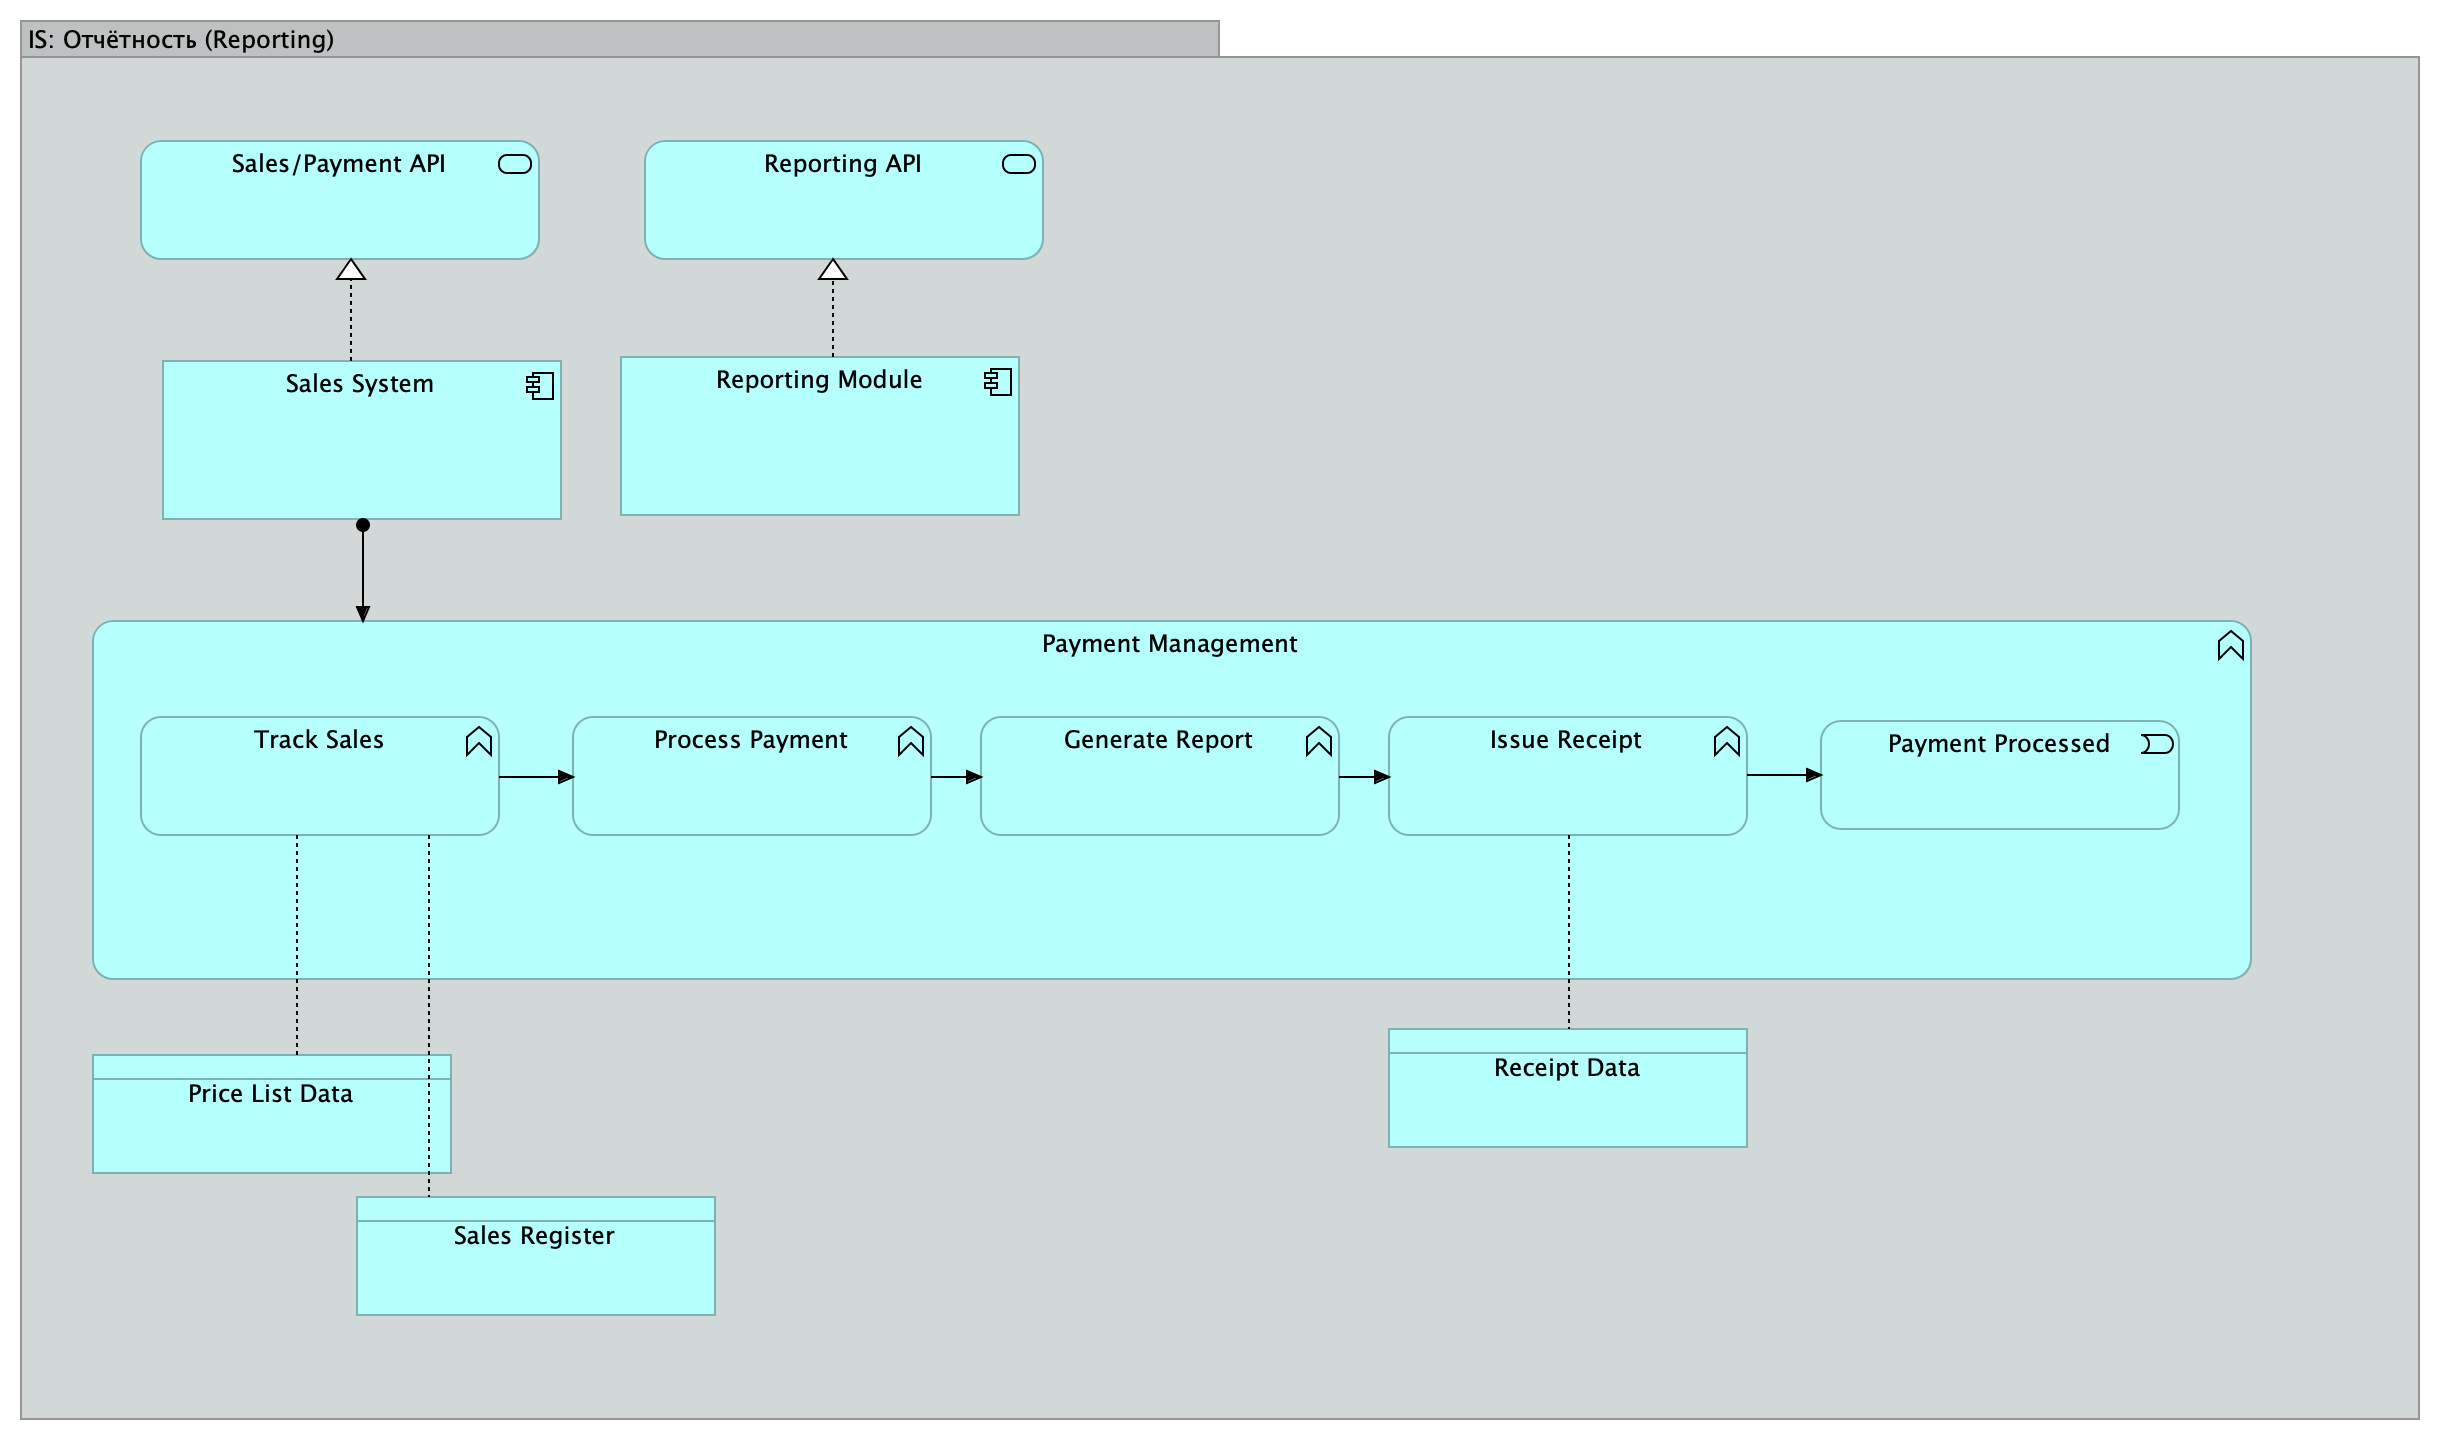 IS: Отчётность (Reporting)
Sales/Payment API
Reporting API
Sales System
Reporting Module
Payment Management
Track Sales
Process Payment
Generate Report
Issue Receipt
Payment Processed
Price List Data
Receipt Data
Sales Register